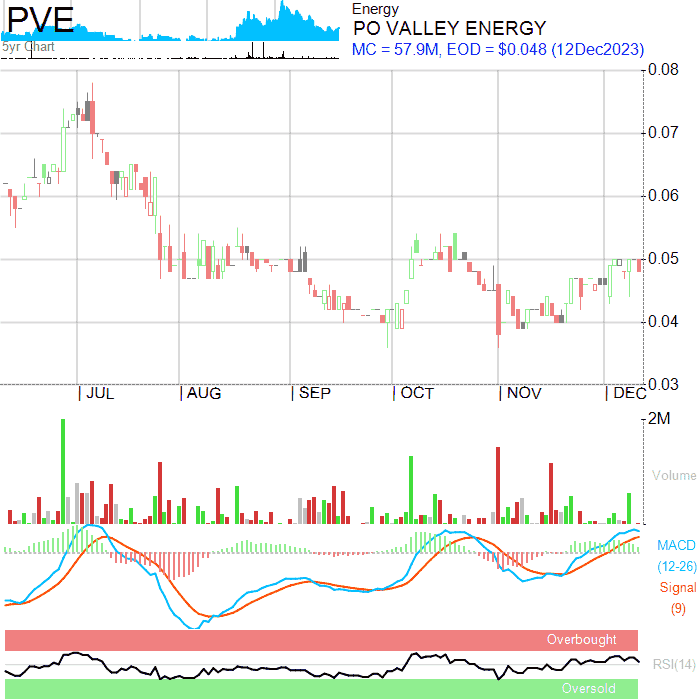 PVE
5yr Chart
Energy
PO VALLEY ENERGY
MC = 57.9M, EOD = $0.048 (12Dec2023)
0.08
0.07
0.06
0.05
0.04
0.03
JUL AUG SEP OCT NOV DEC
2M
Volume
MACD
(12-26)
Signal
(9)
Overbought
RSI(14)
Oversold